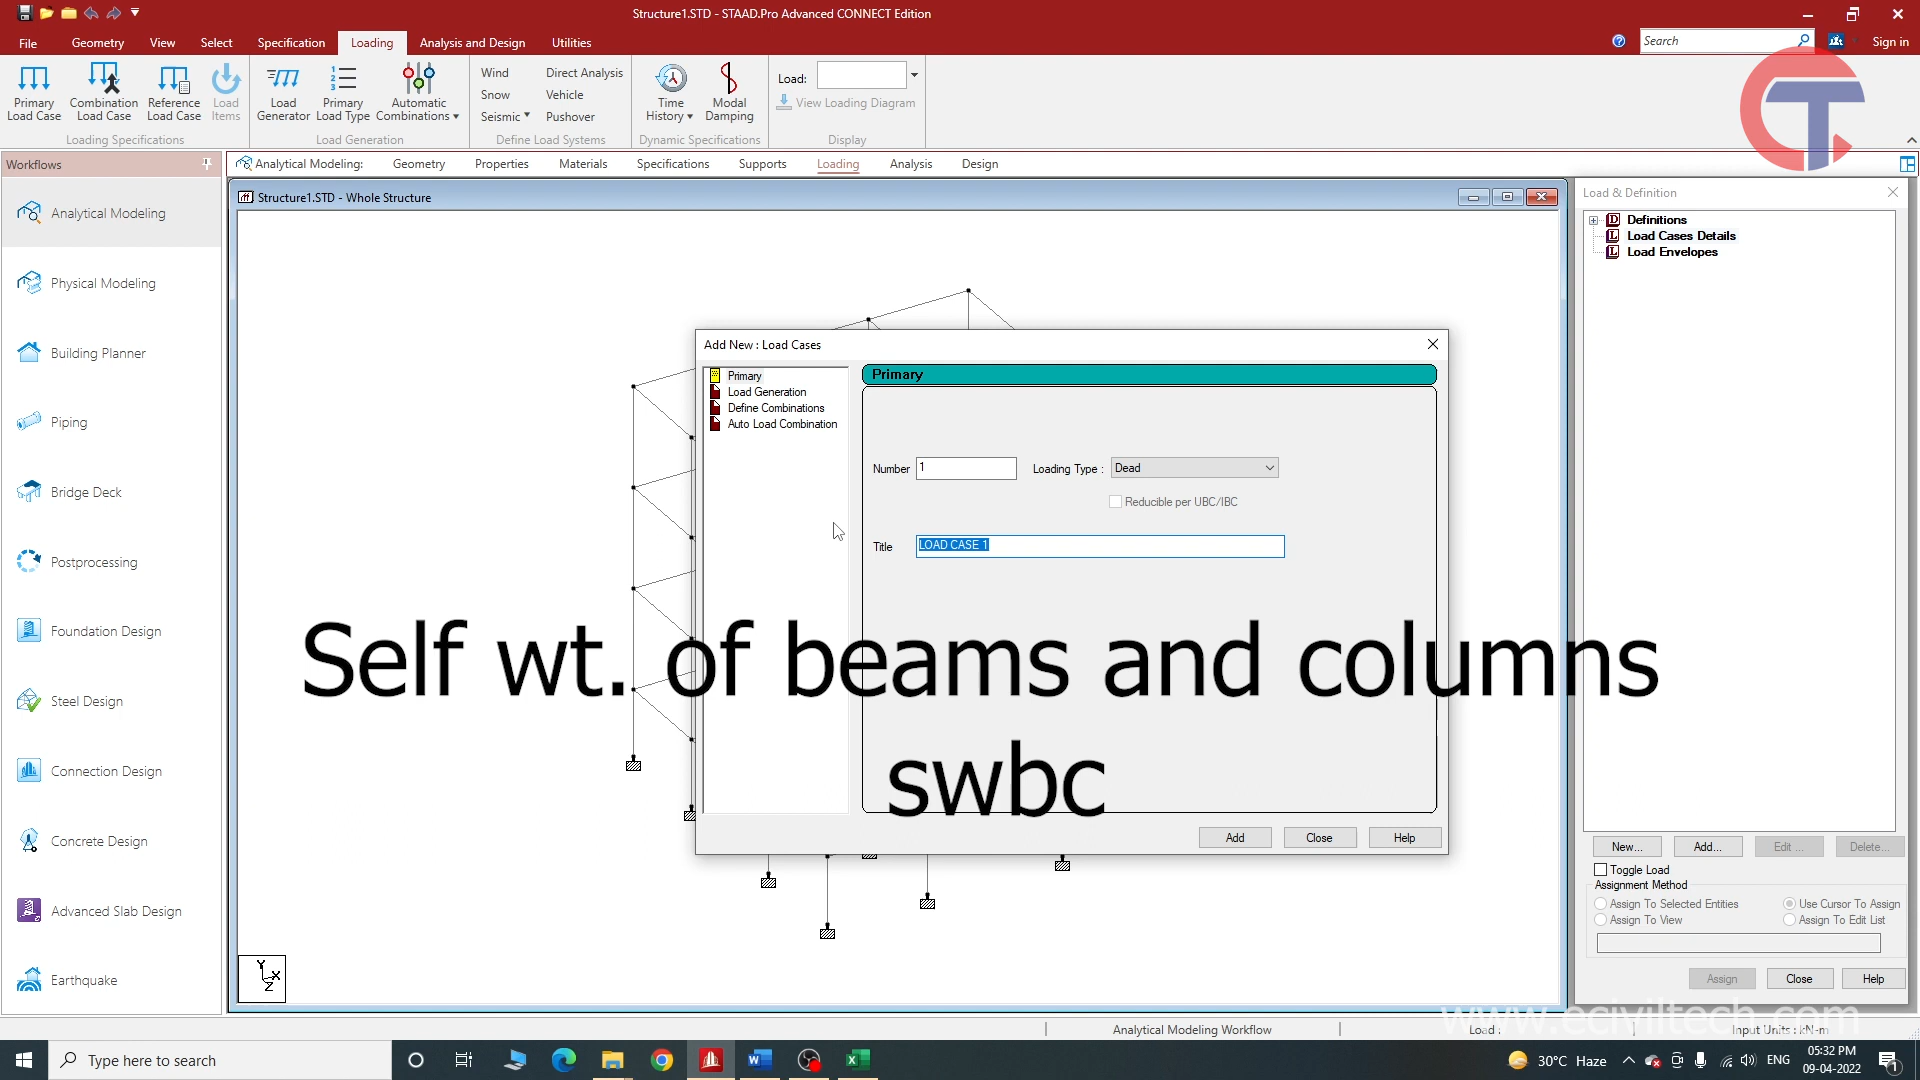 Structure1.STD - STAAD.Pro Advanced CONNECT Edition
File Geometry View Select Specification Loading Analysis and Design Utilities
Search
Sign in
Primary Load Case
Combination Load Case
Reference Load Case
Load Items
Loading Specifications
Load Generator
Primary Load Type
Automatic Combinations
Load Generation
Wind
Snow
Seismic
Direct Analysis
Vehicle
Pushover
Define Load Systems
Time History
Modal Damping
Dynamic Specifications
Load:
View Loading Diagram
Display
Workflows
Analytical Modeling: Geometry Properties Materials Specifications Supports Loading Analysis Design
Analytical Modeling
Physical Modeling
Building Planner
Piping
Bridge Deck
Postprocessing
Foundation Design
Steel Design
Connection Design
Concrete Design
Advanced Slab Design
Earthquake
Structure1.STD - Whole Structure
Add New : Load Cases
Primary
Load Generation
Define Combinations
Auto Load Combination
Primary
Number 1 Loading Type : Dead
Reducible per UBC/IBC
Title LOAD CASE 1
Add Close Help
Self wt. of beams and columns
swbc
Y
X
Z
Load & Definition
Definitions
Load Cases Details
Load Envelopes
New... Add... Edit ... Delete...
Toggle Load
Assignment Method
Assign To Selected Entities Use Cursor To Assign
Assign To View Assign To Edit List
Assign Close Help
www.eciviltech.com
Analytical Modeling Workflow Load : Input Units : kN-m
Type here to search
30°C Haze
ENG
05:32 PM
09-04-2022
1